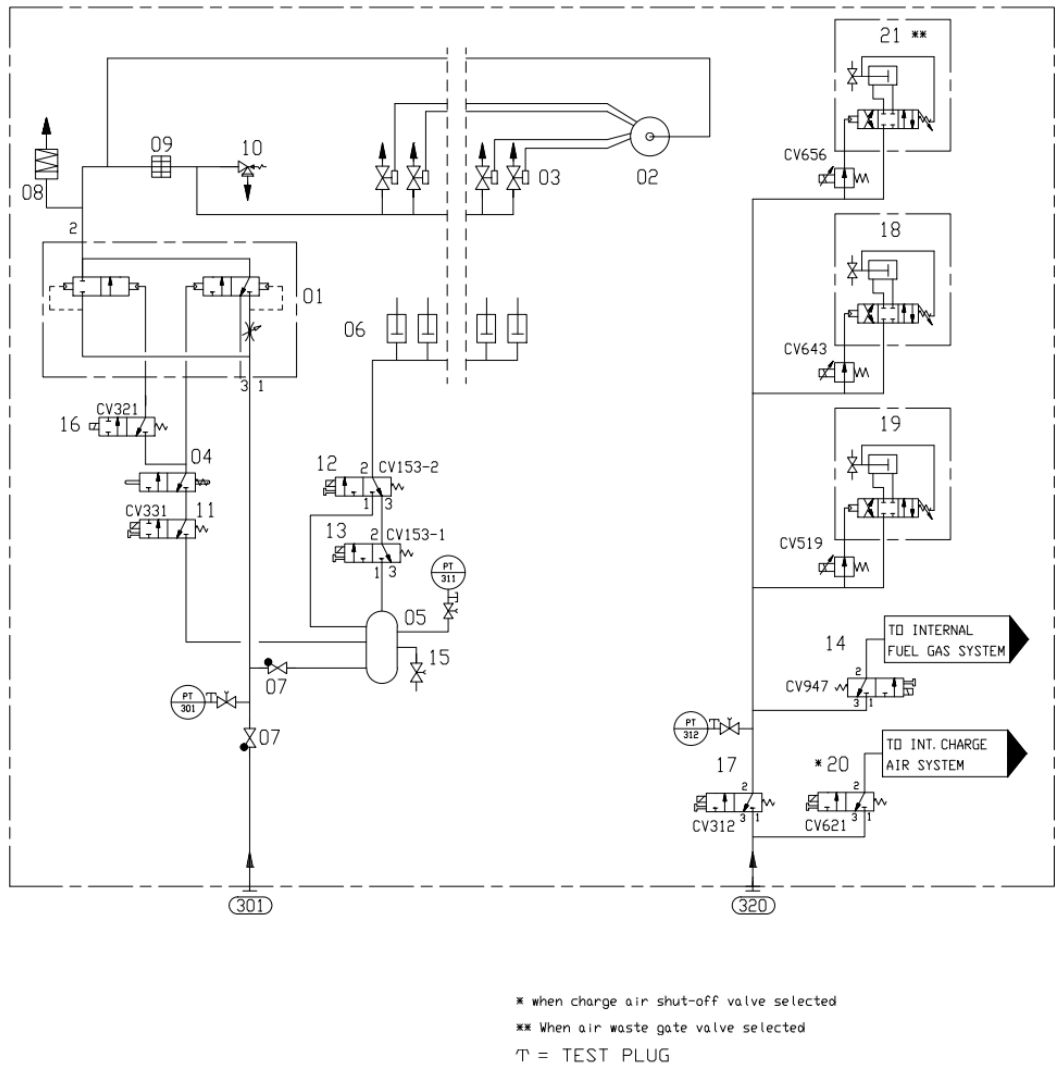 21 **
09
10
08
03
02
CV656
2
18
01
06
CV643
3 1
CV321
16
19
04
12
2
CV153-2
CV331
11
1
3
13
2
CV153-1
1 3
CV519
PT
311
05
TO INTERNAL
FUEL GAS SYSTEM
14
15
07
CV947
2
3 1
PT
301
PT
312
07
TO INT. CHARGE
AIR SYSTEM
17
* 20
2
2
3 1
3 1
CV312
CV621
301
320
* when charge air shut-off valve selected
** When air waste gate valve selected
T = TEST PLUG